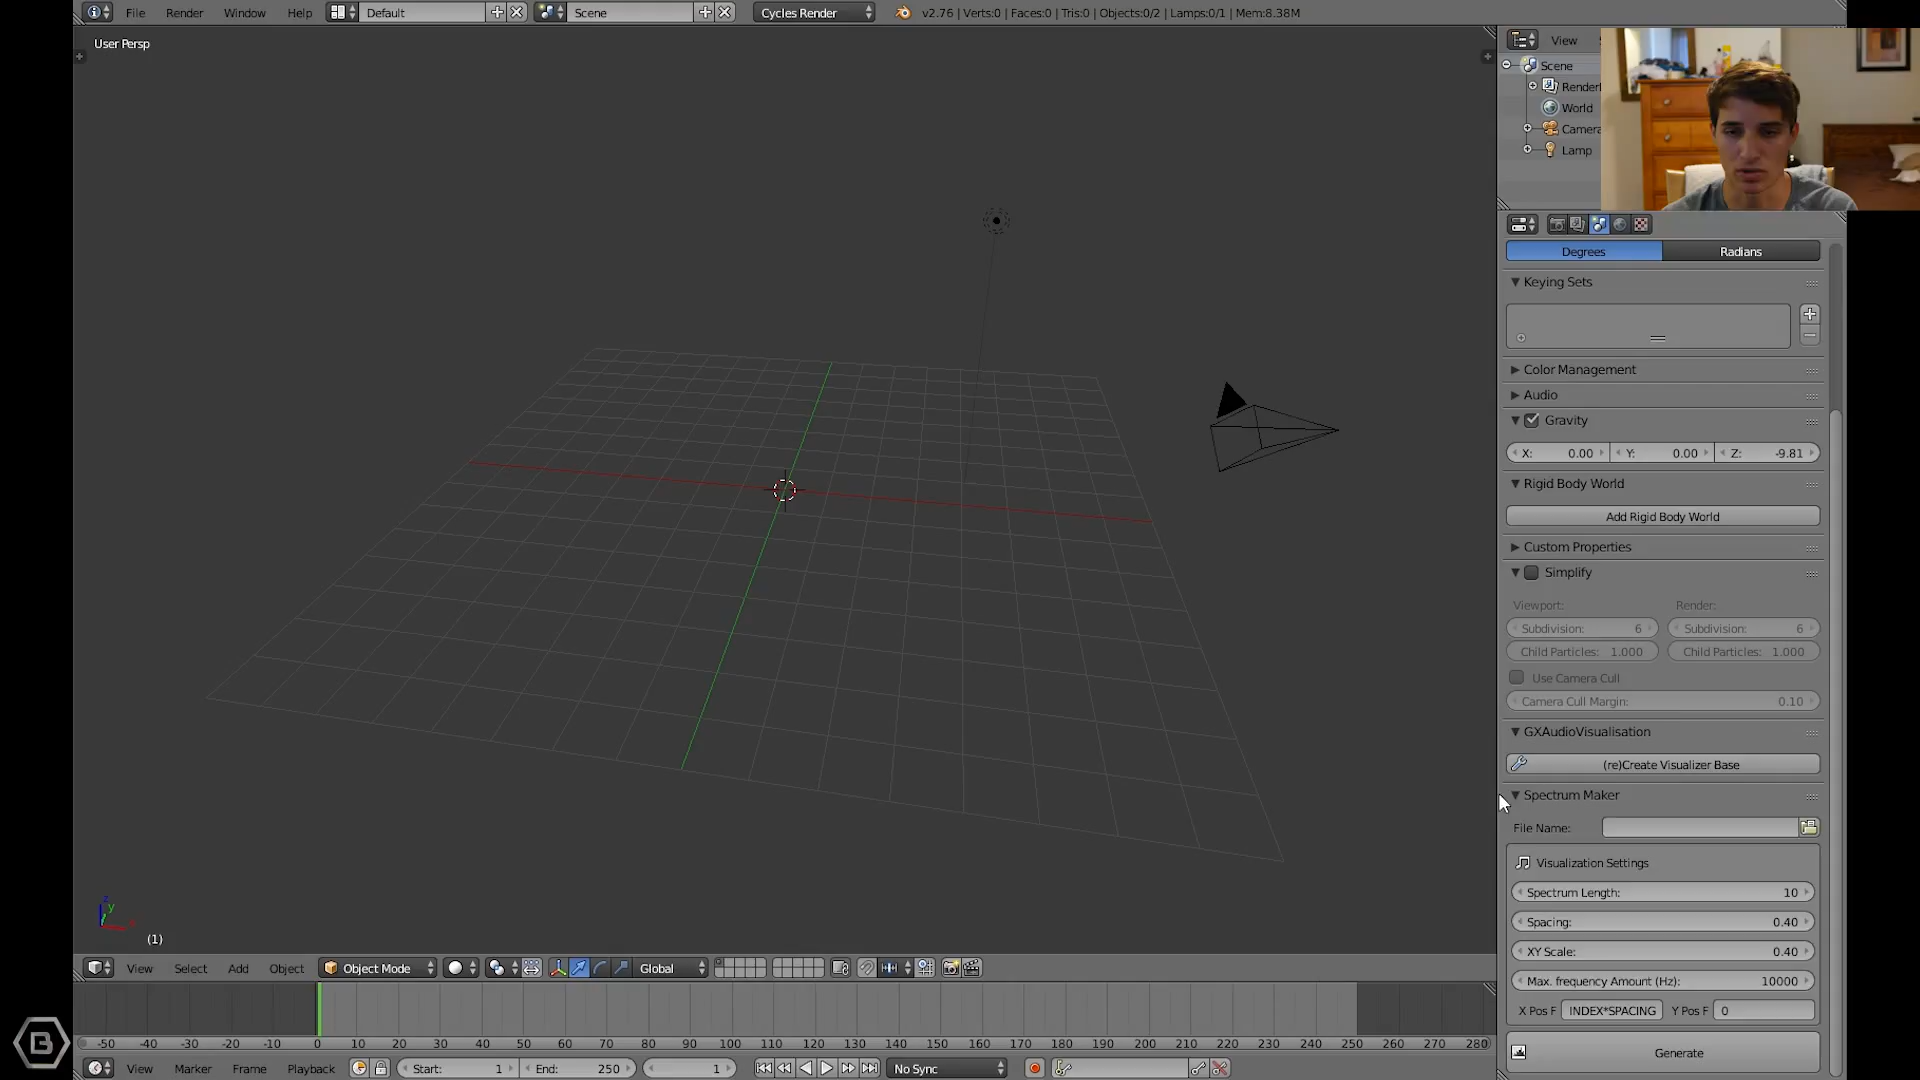 File Render Window Help Default Scene Cycles Render v2.76 | Verts:0 | Faces:0 | Tris:0 | Objects:0/2 | Lamps:0/1 | Mem:8.38M
User Persp
View
Scene
Render
World
Camera
Lamp
Degrees Radians
Keying Sets
Color Management
Audio
Gravity
X: 0.00 Y: 0.00 Z: -9.81
Rigid Body World
Add Rigid Body World
Custom Properties
Simplify
Viewport: Render:
Subdivision: 6 Subdivision: 6
Child Particles: 1.000 Child Particles: 1.000
Use Camera Cull
Camera Cull Margin: 0.10
GXAudioVisualisation
(re)Create Visualizer Base
Spectrum Maker
File Name:
Visualization Settings
Spectrum Length: 10
Spacing: 0.40
XY Scale: 0.40
Max. frequency Amount (Hz): 10000
X Pos F INDEX*SPACING Y Pos F 0
Generate
z
y
x
(1)
View Select Add Object Object Mode Global
-50 -40 -30 -20 -10 0 10 20 30 40 50 60 70 80 90 100 110 120 130 140 150 160 170 180 190 200 210 220 230 240 250 260 270 280
View Marker Frame Playback Start: 1 End: 250 1 No Sync
B